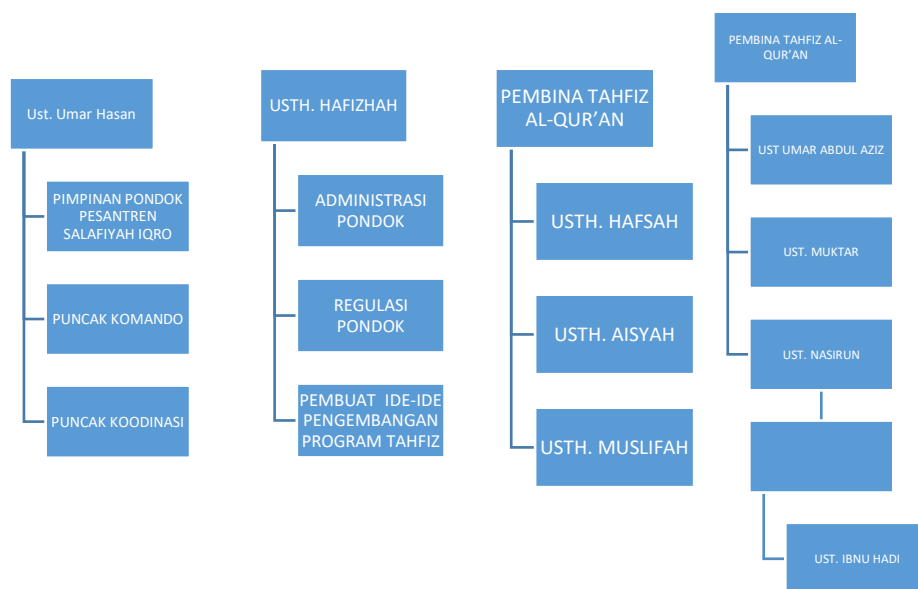 Ust. Umar Hasan
PIMPINAN PONDOK
PESANTREN
SALAFIYAH IQRO
PUNCAK KOMANDO
PUNCAK KOODINASI
USTH. HAFIZHAH
ADMINISTRASI
PONDOK
REGULASI
PONDOK
PEMBUAT IDE-IDE
PENGEMBANGAN
PROGRAM TAHFIZ
PEMBINA TAHFIZ
AL-QUR’AN
USTH. HAFSAH
USTH. AISYAH
USTH. MUSLIFAH
PEMBINA TAHFIZ AL-
QUR’AN
UST UMAR ABDUL AZIZ
UST. MUKTAR
UST. NASIRUN
UST. IBNU HADI